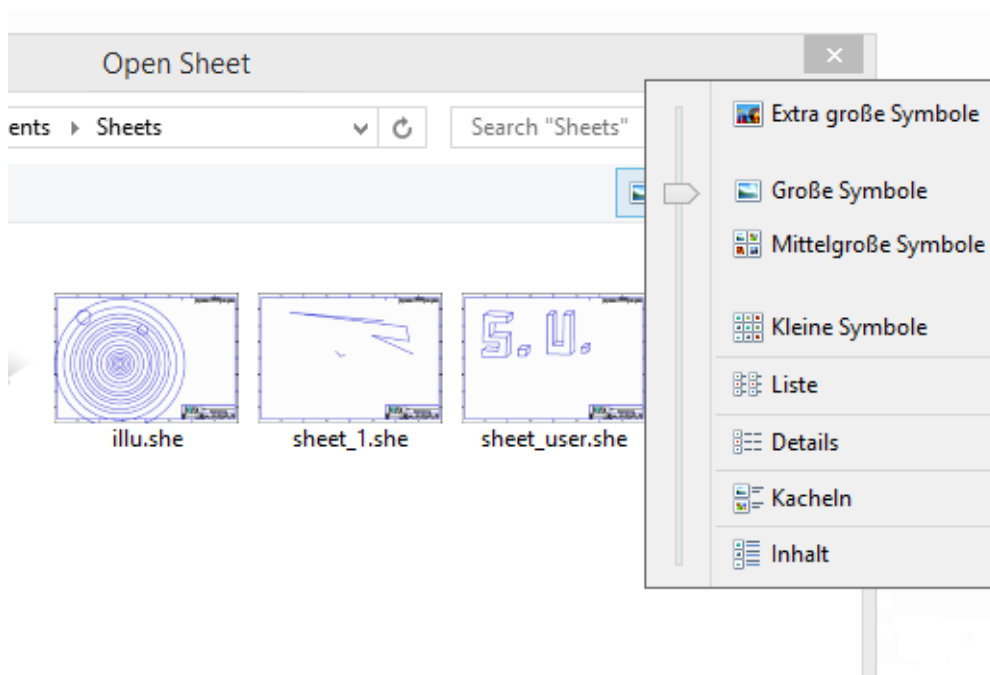 Open Sheet
ents Sheets
Search "Sheets"
Extra große Symbole
Große Symbole
Mittelgroße Symbole
Kleine Symbole
Liste
Details
Kacheln
Inhalt
S.U.
illu.she
sheet_1.she
sheet_user.she